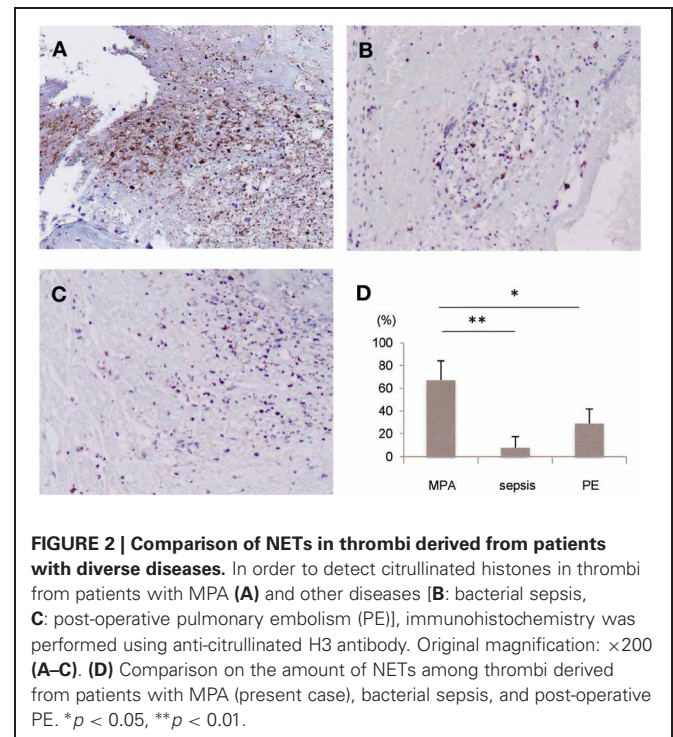 A
B
C
D
*
(%)
**
100
80
60
40
20
0
MPA sepsis PE
FIGURE 2 | Comparison of NETs in thrombi derived from patients
with diverse diseases. In order to detect citrullinated histones in thrombi
from patients with MPA (A) and other diseases [B: bacterial sepsis,
C: post-operative pulmonary embolism (PE)], immunohistochemistry was
performed using anti-citrullinated H3 antibody. Original magnification: ×200
(A–C). (D) Comparison on the amount of NETs among thrombi derived
from patients with MPA (present case), bacterial sepsis, and post-operative
PE. *p < 0.05, **p < 0.01.